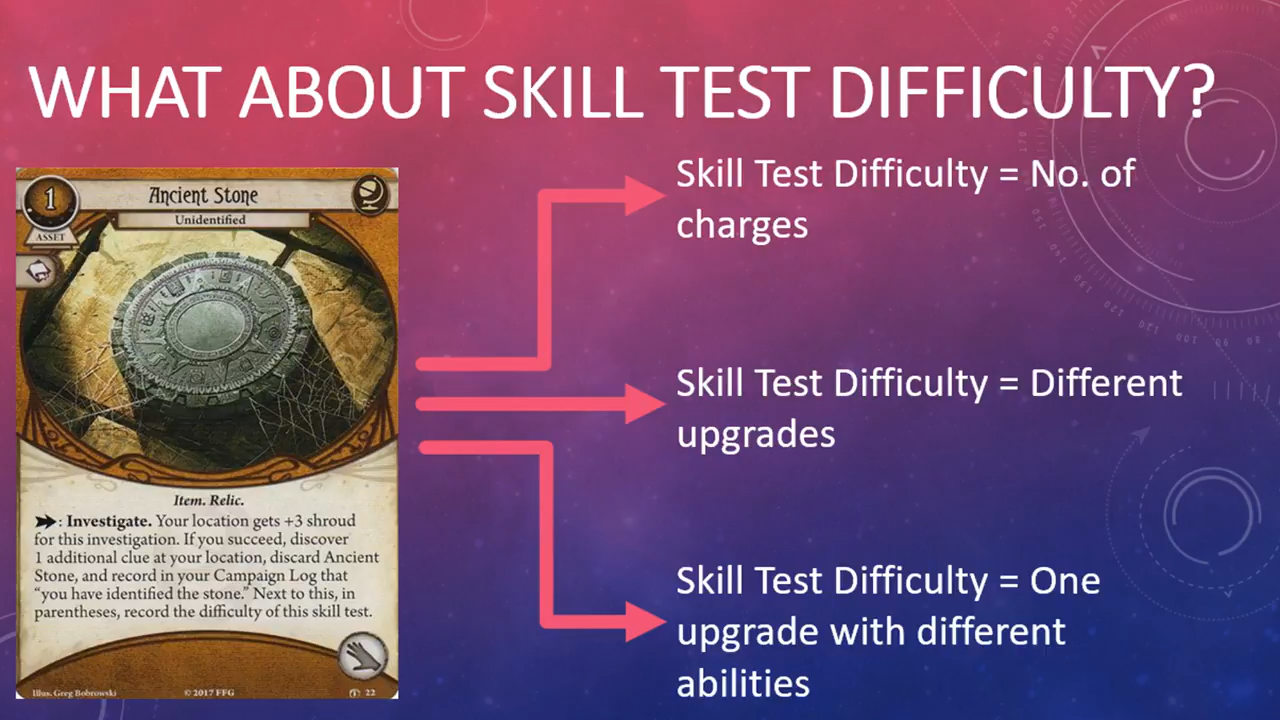 WHAT ABOUT SKILL TEST DIFFICULTY?
1
Ancient Stone
Unidentified
ASSET
Item. Relic.
: Investigate. Your location gets +3 shroud
for this investigation. If you succeed, discover
1 additional clue at your location, discard Ancient
Stone, and record in your Campaign Log that
“you have identified the stone.” Next to this, in
parentheses, record the difficulty of this skill test.
Illus. Greg Bobrowski
© 2017 FFG
22
Skill Test Difficulty = No. of
charges
Skill Test Difficulty = Different
upgrades
Skill Test Difficulty = One
upgrade with different
abilities